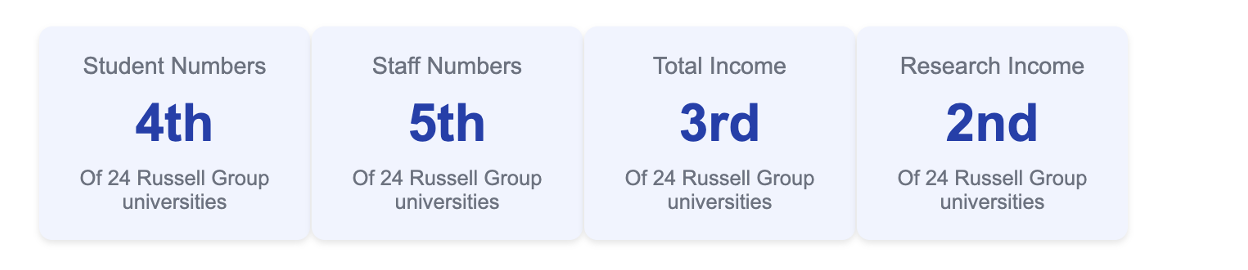 Student Numbers
4th
Of 24 Russell Group
universities
Staff Numbers
5th
Of 24 Russell Group
universities
Total Income
3rd
Of 24 Russell Group
universities
Research Income
2nd
Of 24 Russell Group
universities